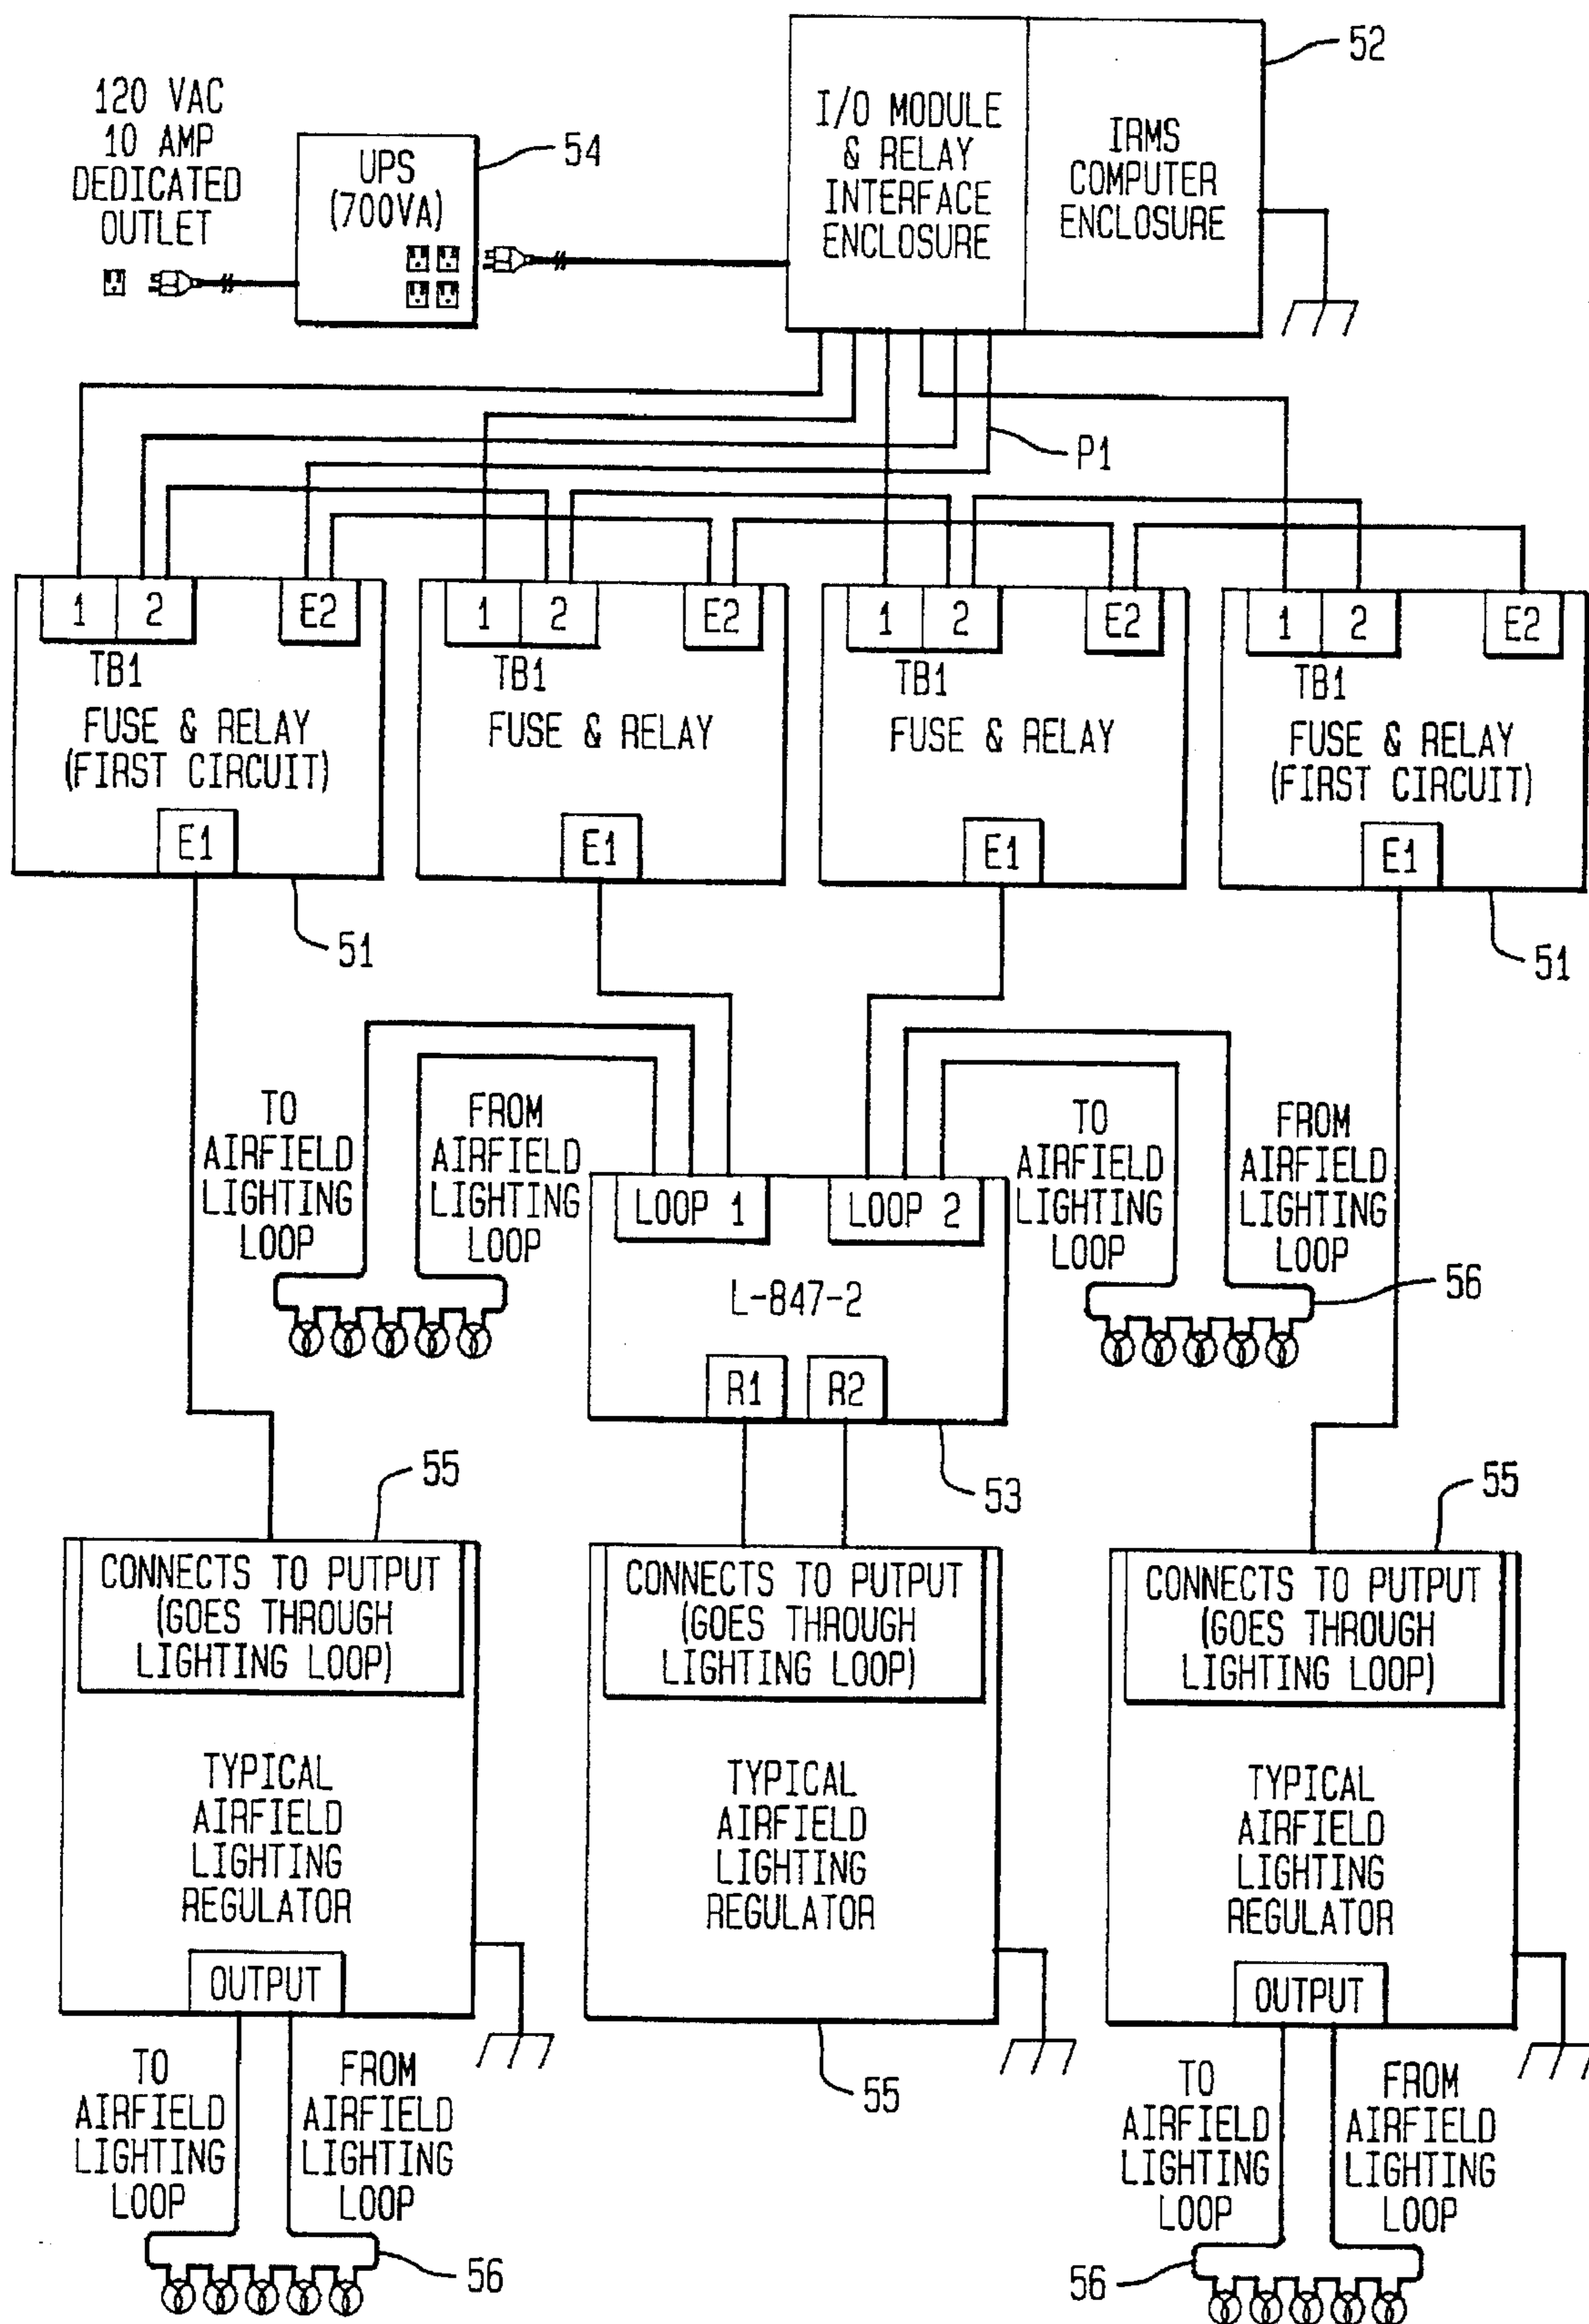 120 VAC
10 AMP
DEDICATED
OUTLET
UPS
(700VA)
54
I/O MODULE
& RELAY
INTERFACE
ENCLOSURE
IRMS
COMPUTER
ENCLOSURE
52
P1
1
2
E2
TB1
FUSE & RELAY
(FIRST CIRCUIT)
E1
51
1
2
E2
TB1
FUSE & RELAY
E1
1
2
E2
TB1
FUSE & RELAY
E1
1
2
E2
TB1
FUSE & RELAY
(FIRST CIRCUIT)
E1
51
TO
AIRFIELD
LIGHTING
LOOP
FROM
AIRFIELD
LIGHTING
LOOP
LOOP 1
LOOP 2
L-847-2
R1
R2
53
TO
AIRFIELD
LIGHTING
LOOP
FROM
AIRFIELD
LIGHTING
LOOP
56
55
CONNECTS TO PUTPUT
(GOES THROUGH
LIGHTING LOOP)
TYPICAL
AIRFIELD
LIGHTING
REGULATOR
OUTPUT
CONNECTS TO PUTPUT
(GOES THROUGH
LIGHTING LOOP)
TYPICAL
AIRFIELD
LIGHTING
REGULATOR
55
55
CONNECTS TO PUTPUT
(GOES THROUGH
LIGHTING LOOP)
TYPICAL
AIRFIELD
LIGHTING
REGULATOR
OUTPUT
TO
AIRFIELD
LIGHTING
LOOP
FROM
AIRFIELD
LIGHTING
LOOP
56
TO
AIRFIELD
LIGHTING
LOOP
FROM
AIRFIELD
LIGHTING
LOOP
56